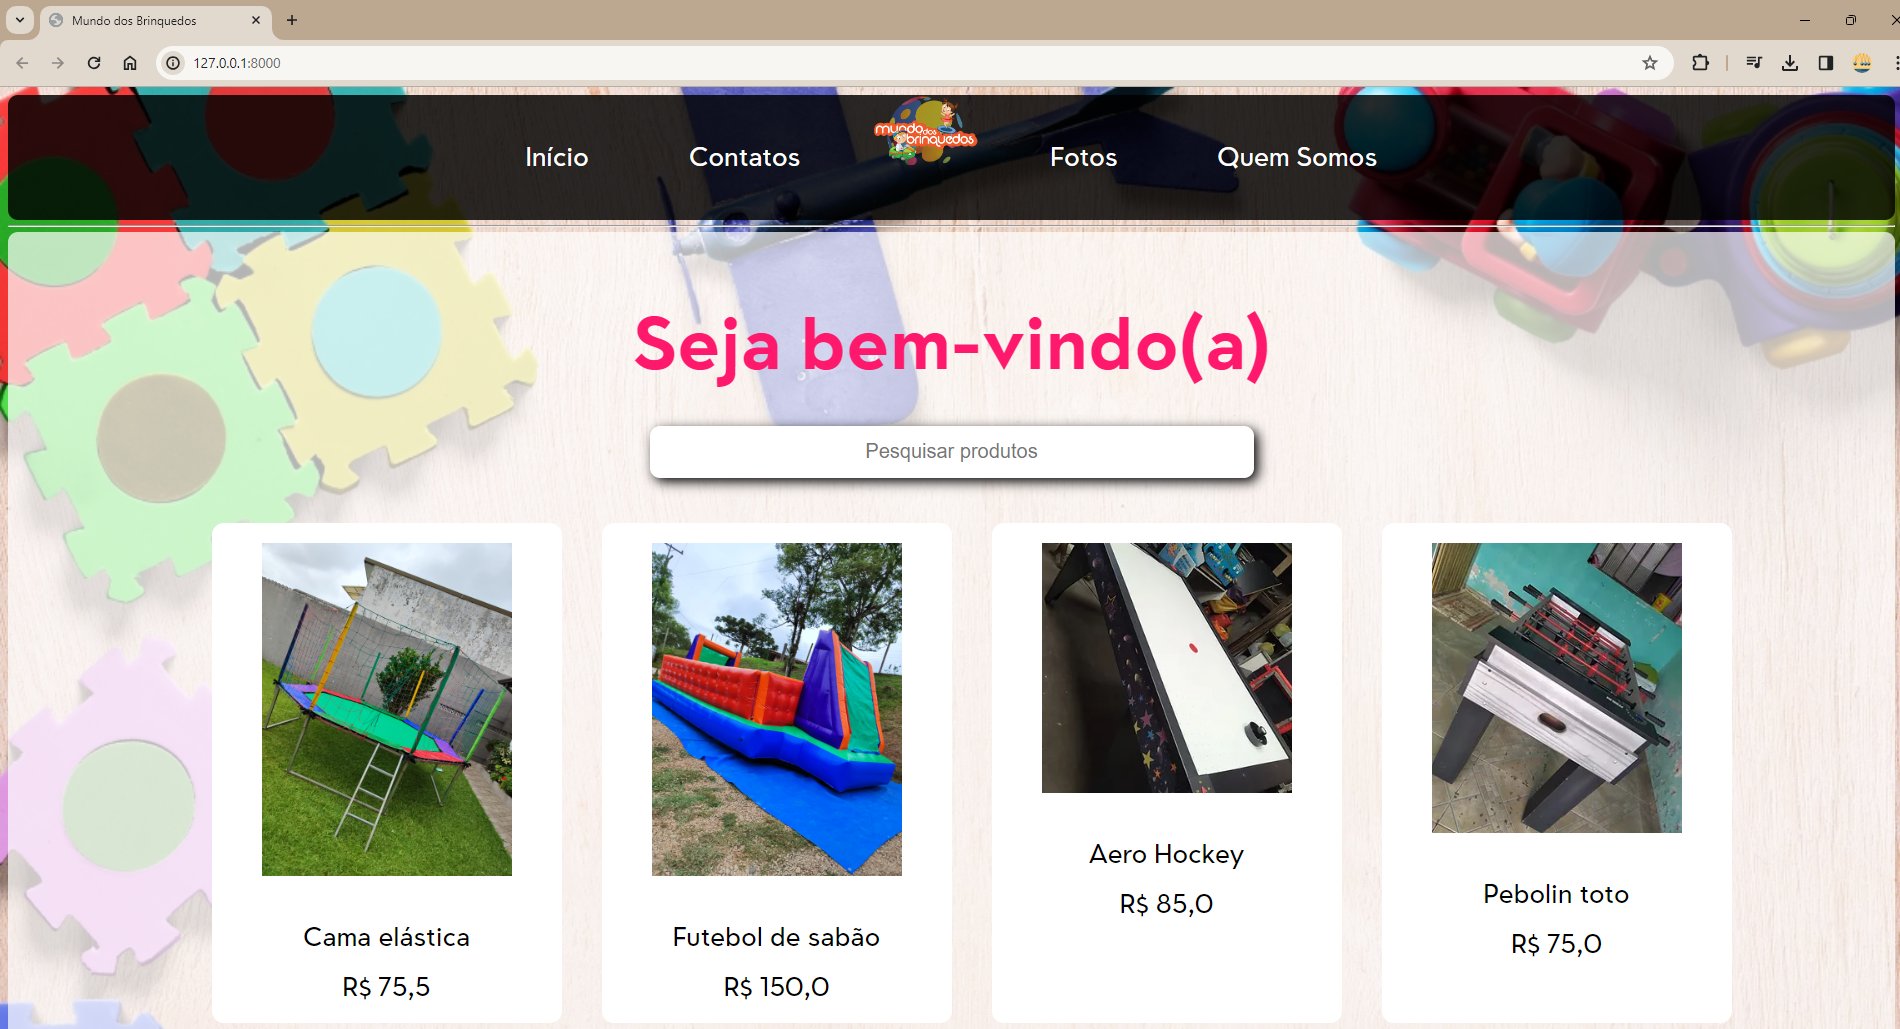 Mundo dos Brinquedos
127.0.0.1:8000
Início
Contatos
mundo dos
brinquedos
Fotos
Quem Somos
Seja bem-vindo(a)
Pesquisar produtos
Cama elástica
R$ 75,5
Futebol de sabão
R$ 150,0
Aero Hockey
R$ 85,0
Pebolin toto
R$ 75,0